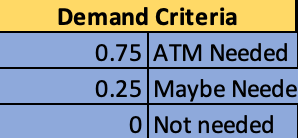 Demand Criteria
0.75 ATM Needed
0.25 Maybe Neede
0 Not needed